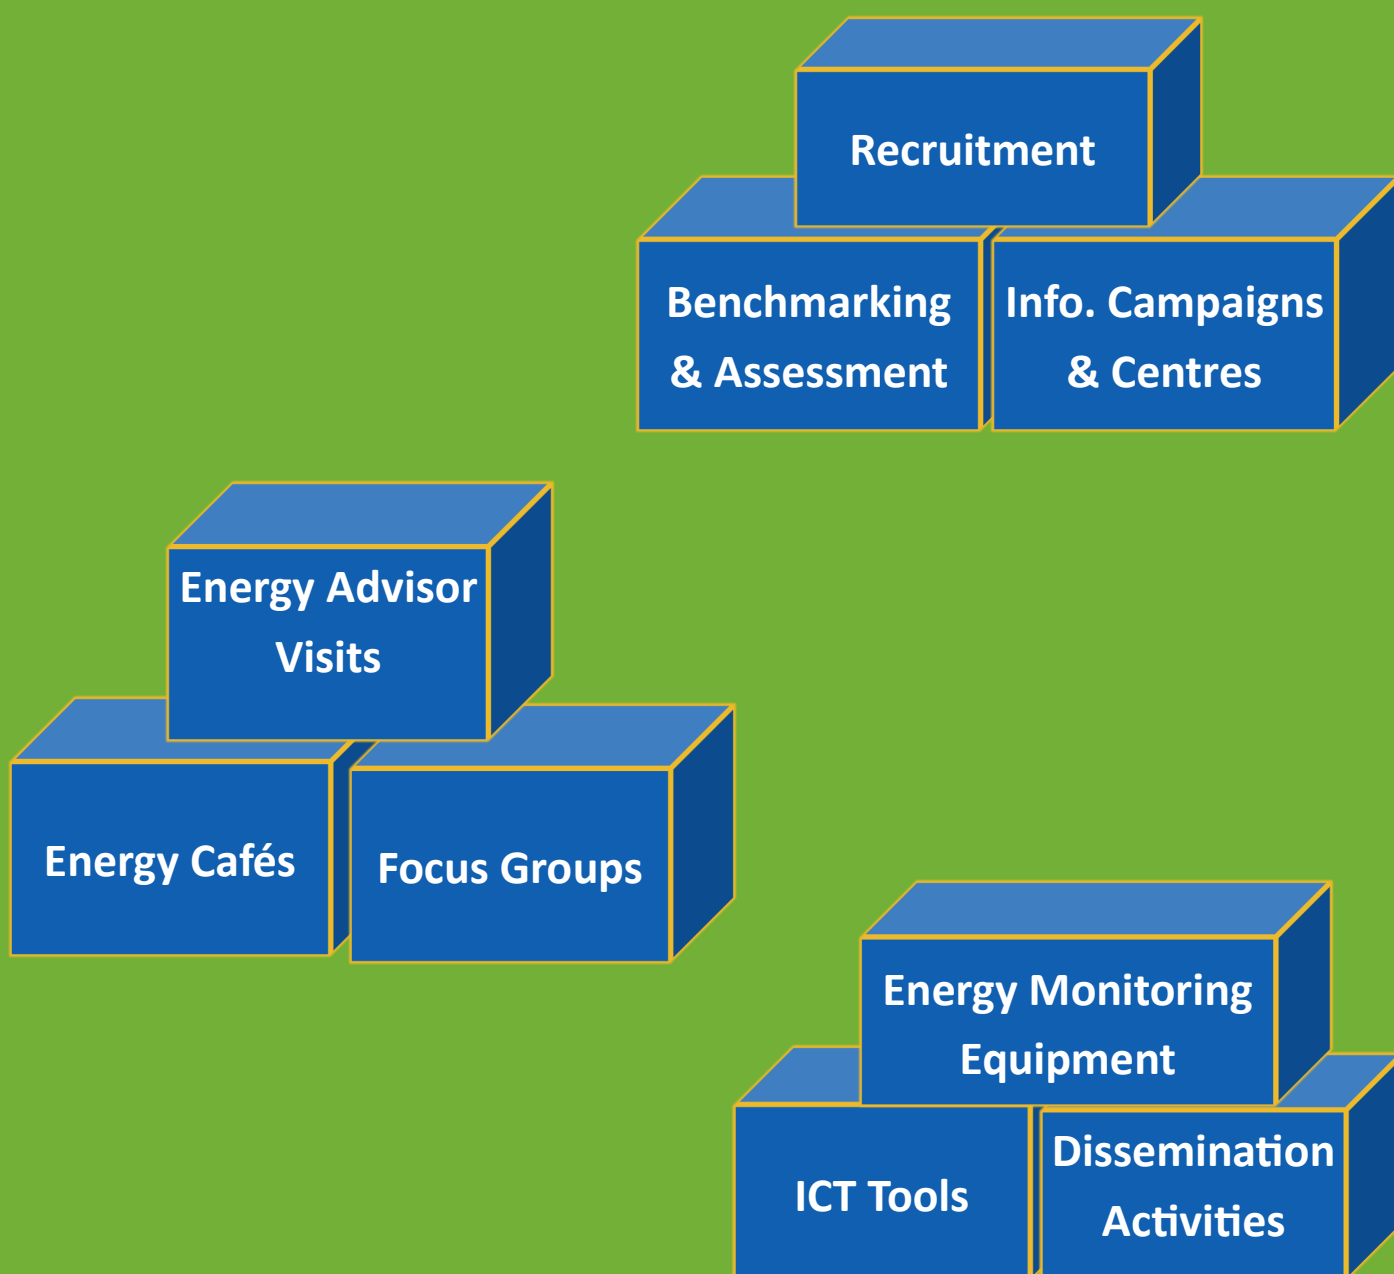 Recruitment
Benchmarking
& Assessment
Info. Campaigns
& Centres
Energy Advisor
Visits
Energy Cafés
Focus Groups
Energy Monitoring
Equipment
ICT Tools
Dissemination
Activities